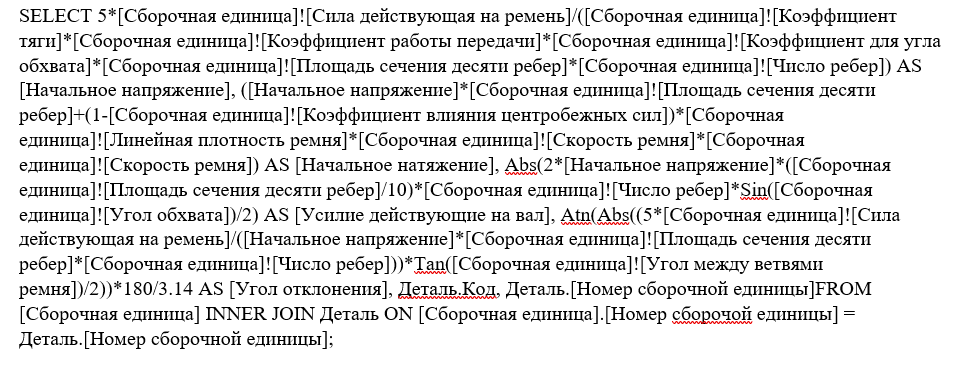 SELECT 5*[Сборочная единица]![Сила действующая на ремень]/([Сборочная единица]![Коэффициент
тяги]*[Сборочная единица]![Коэффициент работы передачи]*[Сборочная единица]![Коэффициент для угла
обхвата]*[Сборочная единица]![Площадь сечения десяти ребер]*[Сборочная единица]![Число ребер]) AS
[Начальное напряжение], ([Начальное напряжение]*[Сборочная единица]![Площадь сечения десяти
ребер]+(1-[Сборочная единица]![Коэффициент влияния центробежных сил])*[Сборочная
единица]![Линейная плотность ремня]*[Сборочная единица]![Скорость ремня]*[Сборочная
единица]![Скорость ремня]) AS [Начальное натяжение], Abs(2*[Начальное напряжение]*([Сборочная
единица]![Площадь сечения десяти ребер]/10)*[Сборочная единица]![Число ребер]*Sin([Сборочная
единица]![Угол обхвата])/2) AS [Усилие действующие на вал], Atn(Abs((5*[Сборочная единица]![Сила
действующая на ремень]/([Начальное напряжение]*[Сборочная единица]![Площадь сечения десяти
ребер]*[Сборочная единица]![Число ребер]))*Tan([Сборочная единица]![Угол между ветвями
ремня])/2))*180/3.14 AS [Угол отклонения], Деталь.Код, Деталь.[Номер сборочной единицы]FROM
[Сборочная единица] INNER JOIN Деталь ON [Сборочная единица].[Номер сборочой единицы] =
Деталь.[Номер сборочной единицы];